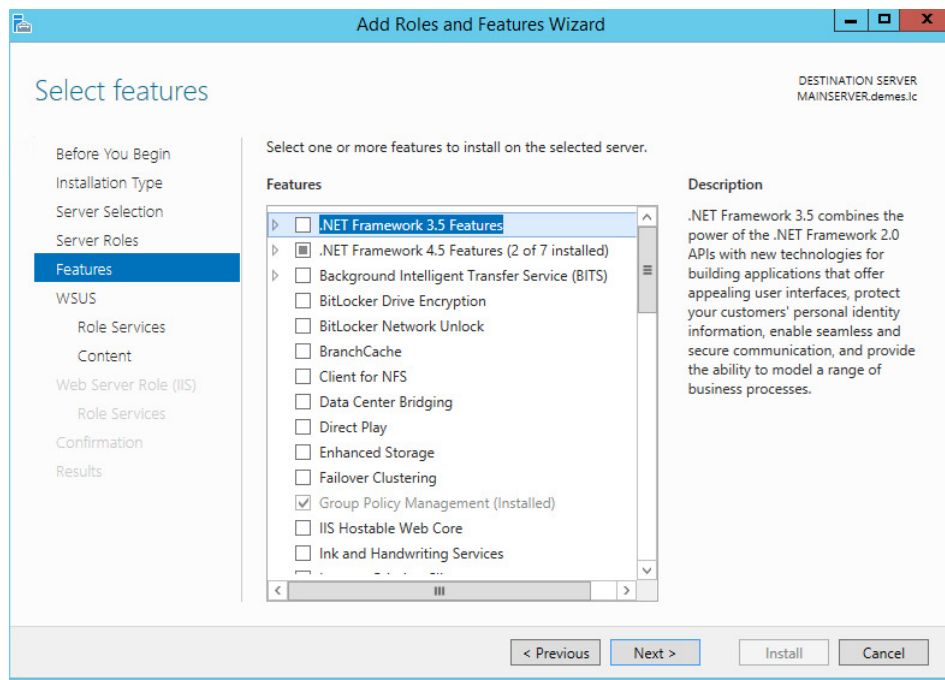 Add Roles and Features Wizard
Select features
DESTINATION SERVER
MAINSERVER.demes.lc
Before You Begin
Installation Type
Server Selection
Server Roles
Features
WSUS
Role Services
Content
Web Server Role (IIS)
Role Services
Confirmation
Results
Select one or more features to install on the selected server.
Features
.NET Framework 3.5 Features
.NET Framework 4.5 Features (2 of 7 installed)
Background Intelligent Transfer Service (BITS)
BitLocker Drive Encryption
BitLocker Network Unlock
BranchCache
Client for NFS
Data Center Bridging
Direct Play
Enhanced Storage
Failover Clustering
Group Policy Management (Installed)
IIS Hostable Web Core
Ink and Handwriting Services
Description
.NET Framework 3.5 combines the
power of the .NET Framework 2.0
APIs with new technologies for
building applications that offer
appealing user interfaces, protect
your customers' personal identity
information, enable seamless and
secure communication, and provide
the ability to model a range of
business processes.
< Previous
Next >
Install
Cancel